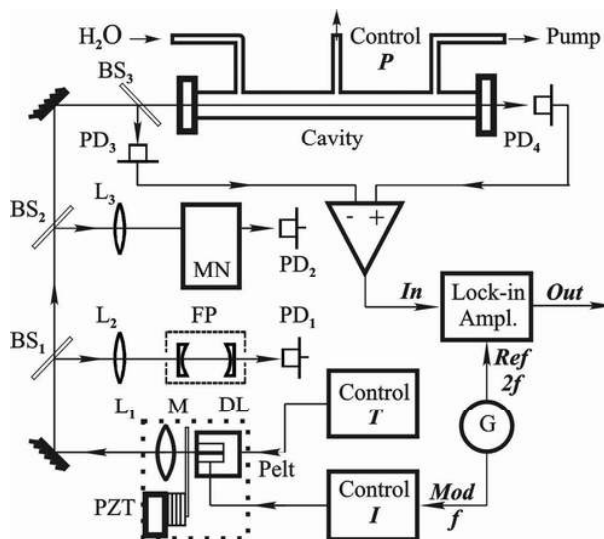 H₂O
Control
P
Pump
BS₃
PD₃
Cavity
PD₄
BS₂
L₃
MN
PD₂
- +
In
Lock-in
Ampl.
Out
BS₁
L₂
FP
PD₁
Ref
2f
L₁
M
DL
Control
T
G
Pelt
PZT
Control
I
Mod
f